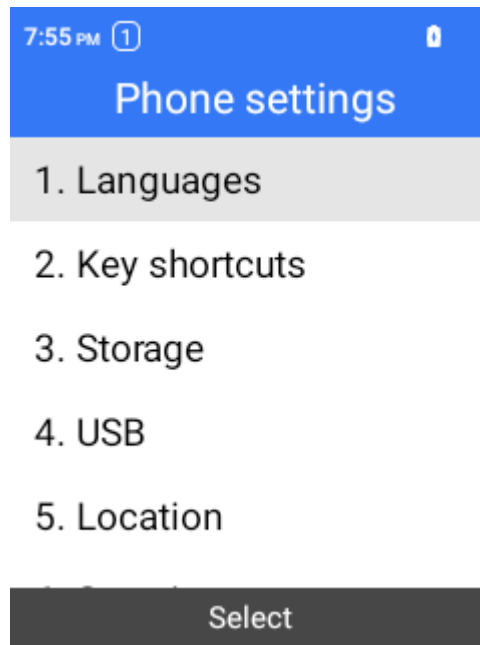 7:55 PM 1
Phone settings
1. Languages
2. Key shortcuts
3. Storage
4. USB
5. Location
Select